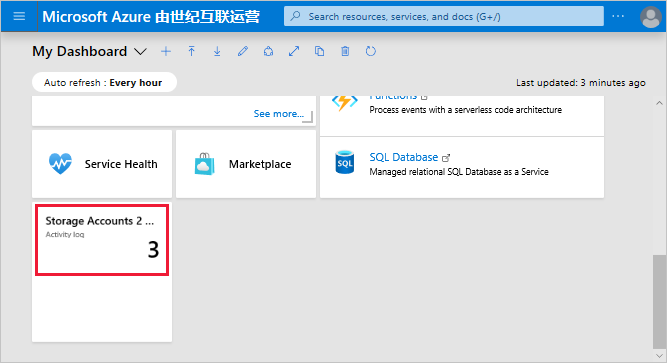 Microsoft Azure 由世纪互联运营
Search resources, services, and docs (G+/)
My Dashboard
Auto refresh : Every hour
Last updated: 3 minutes ago
See more...
Functions
Process events with a serverless code architecture
Service Health
Marketplace
SQL Database
Managed relational SQL Database as a Service
Storage Accounts 2 ...
Activity log
3